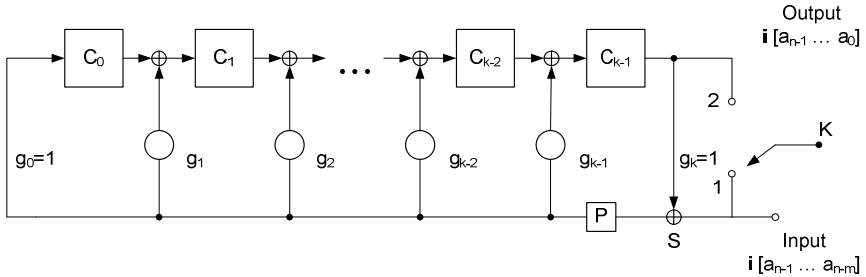 Output
i [aₙ₋₁ … a₀]
C₀
C₁
...
Cₖ₋₂
Cₖ₋₁
2
K
g₀=1
g₁
g₂
gₖ₋₂
gₖ₋₁
gₖ=1
1
P
S
Input
i [aₙ₋₁ … aₙ₋ₘ]